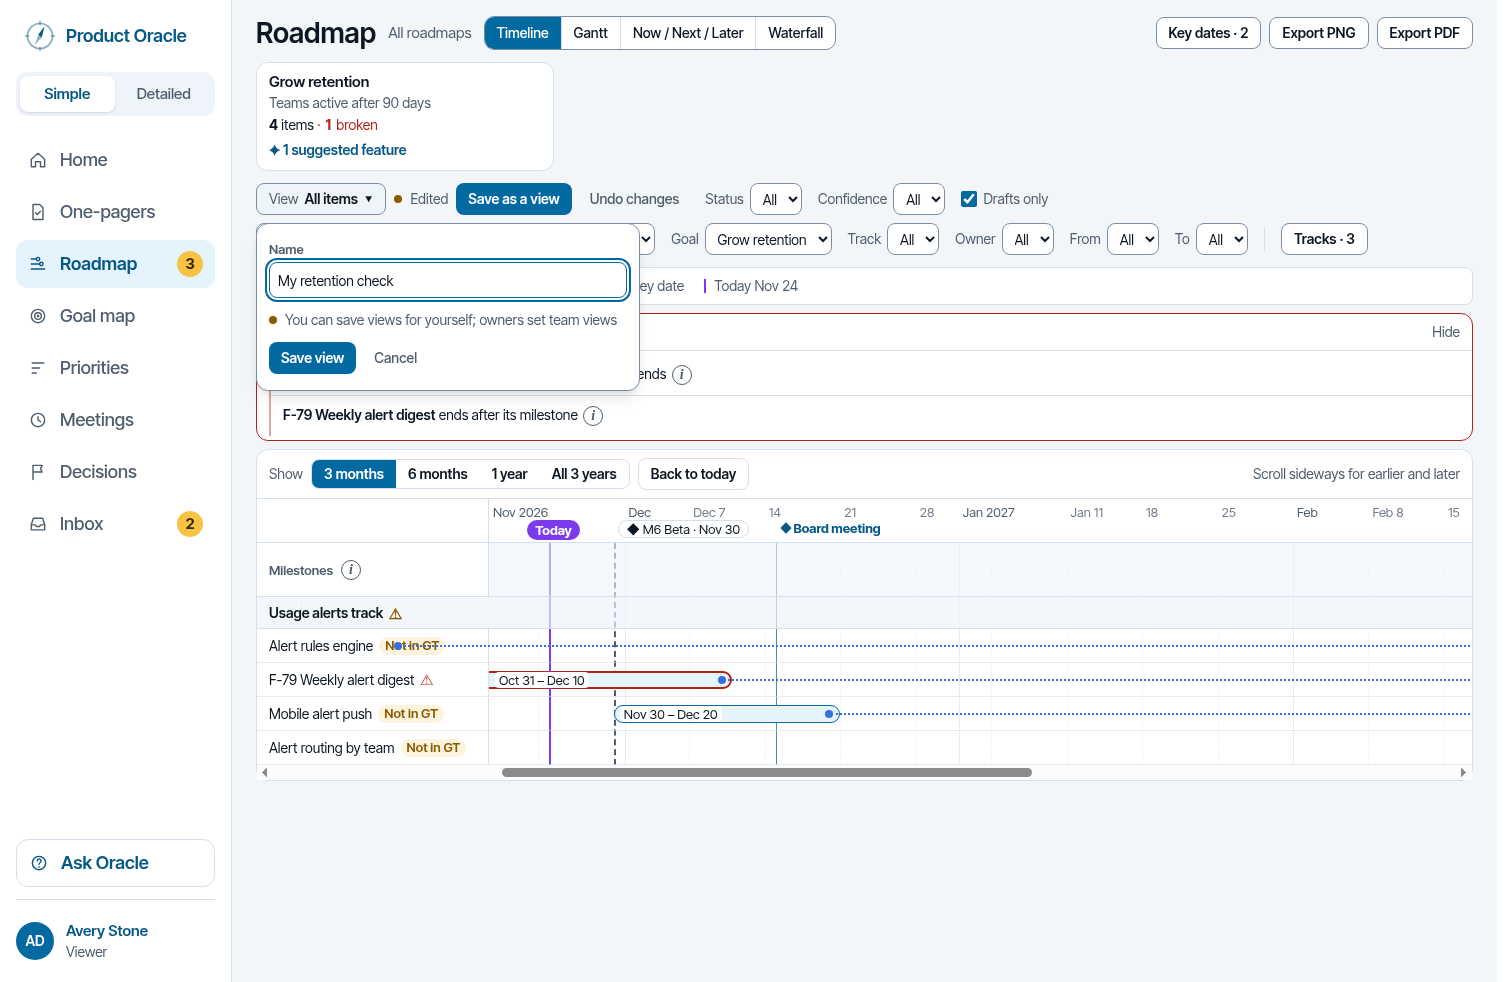 Product Oracle
Simple
Detailed
Home
One-pagers
Roadmap
3
Goal map
Priorities
Meetings
Decisions
Inbox
2
Ask Oracle
AD
Avery Stone
Viewer
Roadmap
All roadmaps
Timeline
Gantt
Now / Next / Later
Waterfall
Key dates · 2
Export PNG
Export PDF
Grow retention
Teams active after 90 days
4 items · 1 broken
✦ 1 suggested feature
View All items ▼
Edited
Save as a view
Undo changes
Status
All
Confidence
All
Drafts only
Goal
Grow retention
Track
All
Owner
All
From
All
To
All
Tracks · 3
Name
My retention check
You can save views for yourself; owners set team views
Save view
Cancel
ey date
Today Nov 24
Hide
ends i
F-79 Weekly alert digest ends after its milestone i
Show
3 months
6 months
1 year
All 3 years
Back to today
Scroll sideways for earlier and later
Nov 2026
Dec
Dec 7
14
21
28
Jan 2027
Jan 11
18
25
Feb
Feb 8
15
Today
◆ M6 Beta · Nov 30
◆ Board meeting
Milestones i
Usage alerts track ⚠
Alert rules engine
Not in GT
F-79 Weekly alert digest ⚠
Oct 31 – Dec 10
Mobile alert push
Not in GT
Nov 30 – Dec 20
Alert routing by team
Not in GT